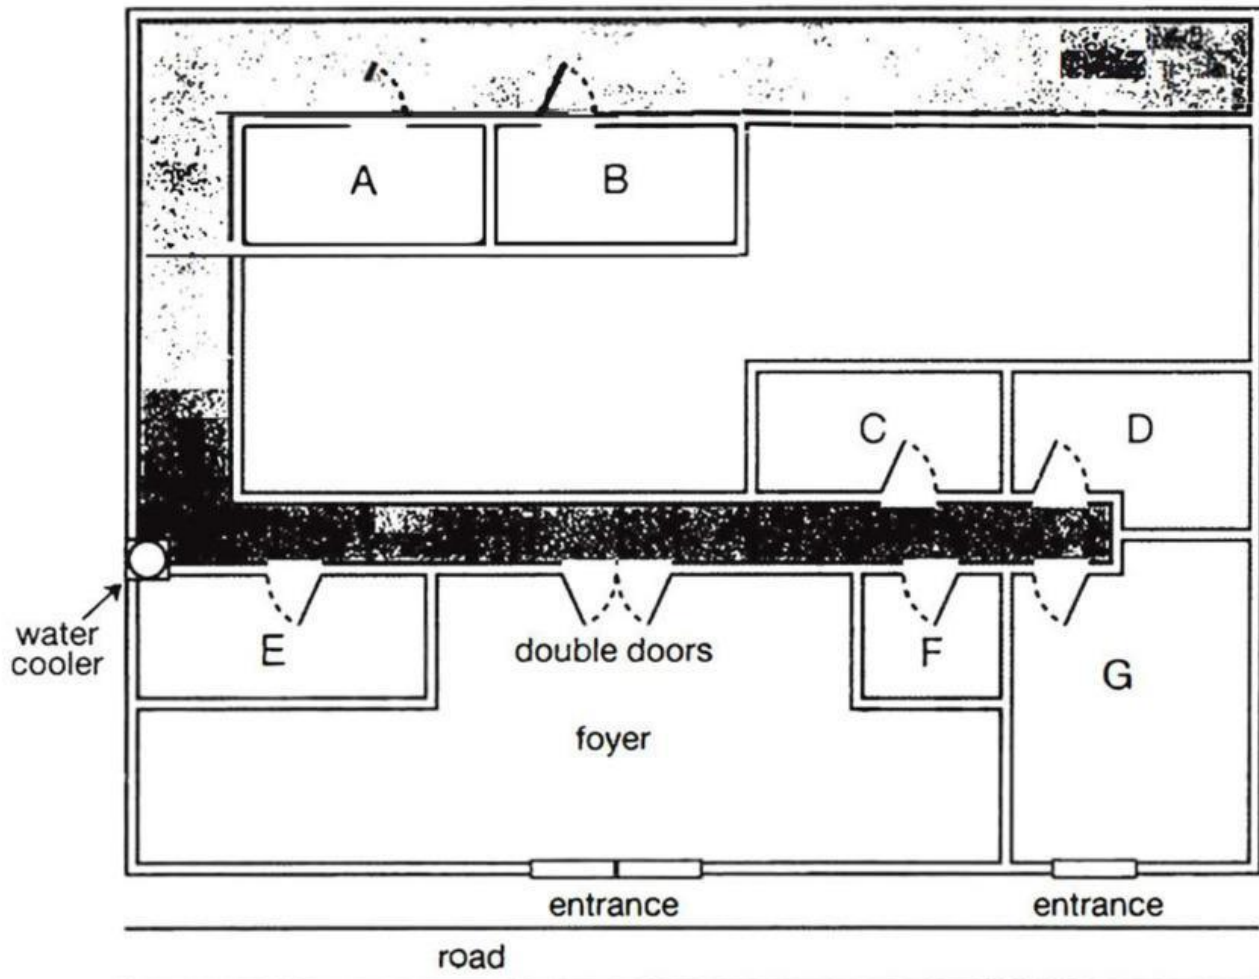 A
B
C
D
water
cooler
E
double doors
F
G
foyer
entrance
entrance
road